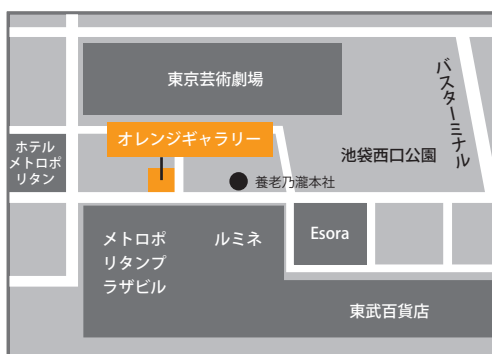 東京芸術劇場
バスターミナル
オレンジギャラリー
ホテル
メトロポ
リタン
池袋西口公園
養老乃瀧本社
メトロポ
リタンプ
ラザビル
ルミネ
Esora
東武百貨店